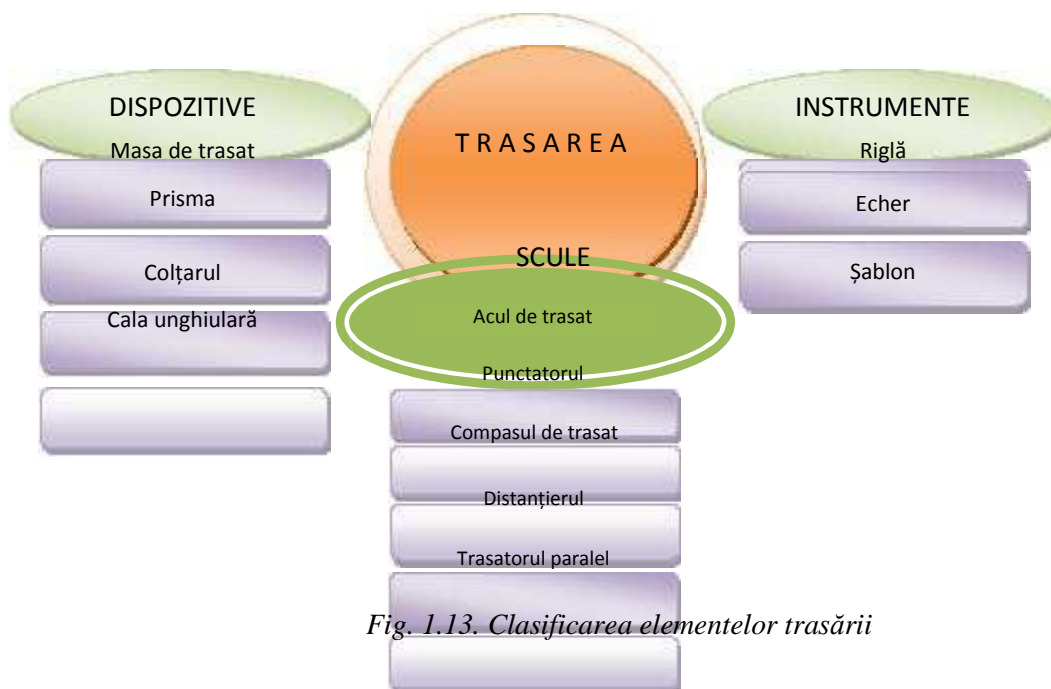 DISPOZITIVE
Masa de trasat
Prisma
Colțarul
Cala unghiulară
T R A S A R E A
SCULE
Acul de trasat
Punctatorul
Compasul de trasat
Distanțierul
Trasatorul paralel
INSTRUMENTE
Riglă
Echer
Șablon
Fig. 1.13. Clasificarea elementelor trasării